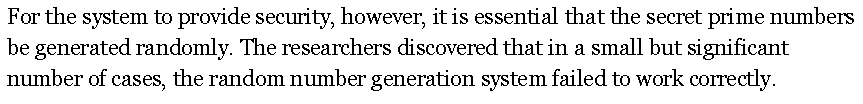 For the system to provide security, however, it is essential that the secret prime numbers
be generated randomly. The researchers discovered that in a small but significant
number of cases, the random number generation system failed to work correctly.